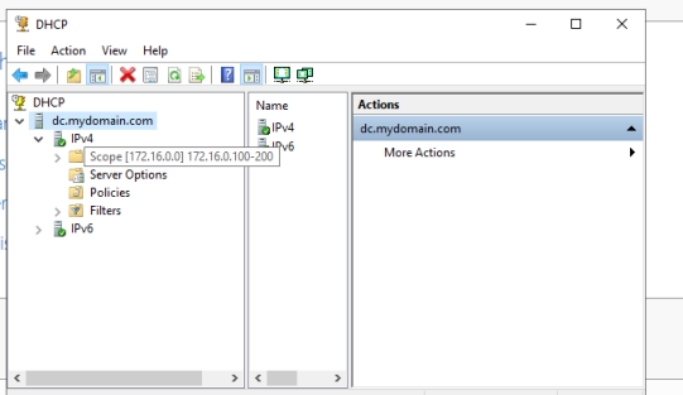 DHCP
File Action View Help
DHCP
dc.mydomain.com
IPv4
Scope [172.16.0.0] 172.16.0.100-200
Server Options
Policies
Filters
IPv6
Name
IPv4
IPv6
Actions
dc.mydomain.com
More Actions